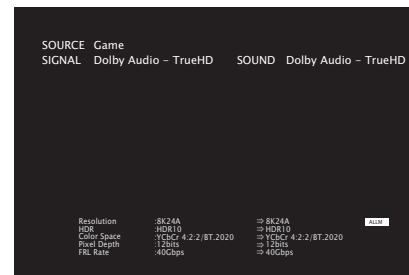 SOURCE Game
SIGNAL Dolby Audio – TrueHD SOUND Dolby Audio – TrueHD
Resolution :8K24A ⇒ 8K24A ALLM
HDR :HDR10 ⇒ HDR10
Color Space :YCbCr 4:2:2/BT.2020 ⇒ YCbCr 4:2:2/BT.2020
Pixel Depth :12bits ⇒ 12bits
FRL Rate :40Gbps ⇒ 40Gbps